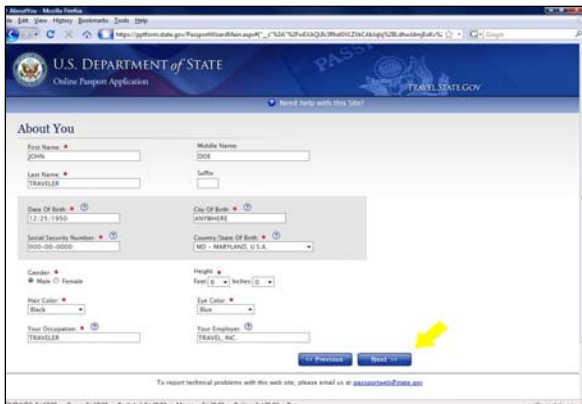 AboutYou - Mozilla Firefox
File Edit View History Bookmarks Tools Help
Google
U.S. DEPARTMENT of STATE
Online Passport Application
PASS
TRAVEL.STATE.GOV
Need help with this Site?
About You
First Name: * Middle Name:
JOHN DOE
Last Name: * Suffix:
TRAVELER
Date Of Birth: * City Of Birth: *
12/25/1950 ANYWHERE
Social Security Number: * Country/State Of Birth: *
000-00-0000 MD - MARYLAND, U.S.A.
Gender: * Height: *
Male Female Feet 6 Inches 0
Hair Color: * Eye Color: *
Black Blue
Your Occupation: * Your Employer:
TRAVELER TRAVEL, INC.
<< Previous Next >>
To report technical problems with this web site, please email us at passportweb@state.gov